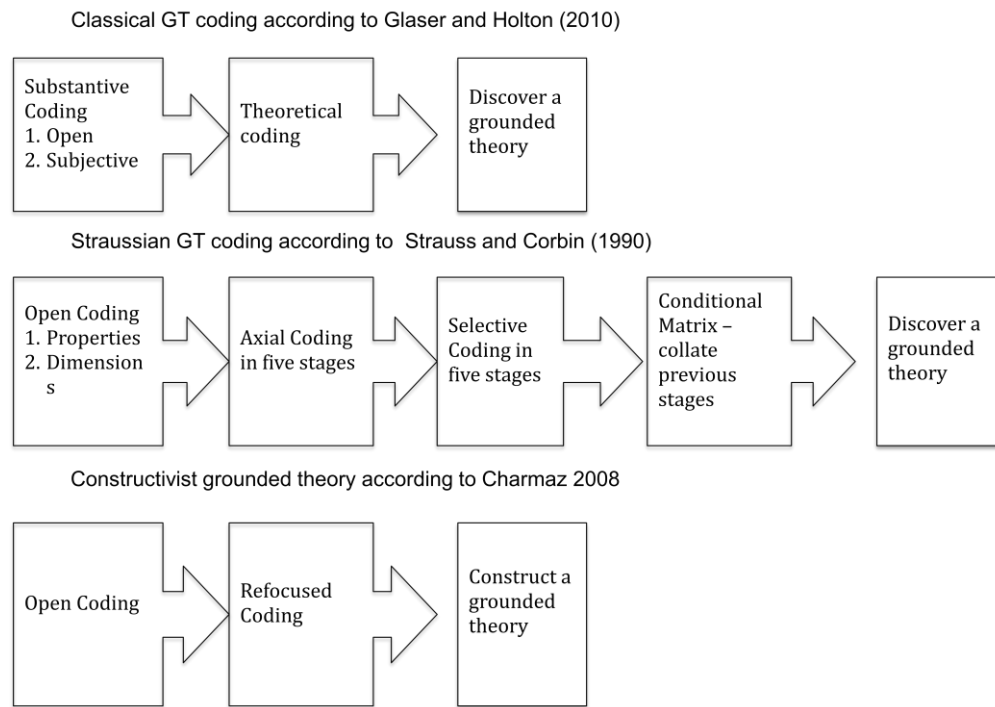 Classical GT coding according to Glaser and Holton (2010)
Substantive
Coding
1. Open
2. Subjective
Theoretical
coding
Discover a
grounded
theory
Straussian GT coding according to  Strauss and Corbin (1990)
Open Coding
1. Properties
2. Dimension
s
Axial Coding
in five stages
Selective
Coding in
five stages
Conditional
Matrix –
collate
previous
stages
Discover a
grounded
theory
Constructivist grounded theory according to Charmaz 2008
Open Coding
Refocused
Coding
Construct a
grounded
theory